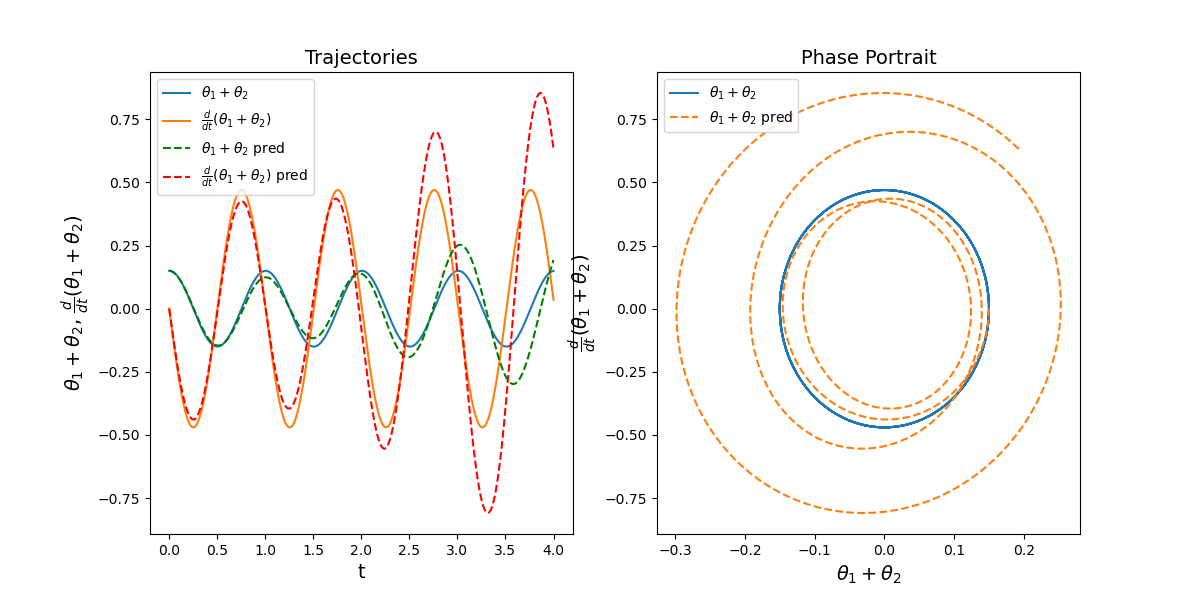 Trajectories
θ₁ + θ₂
d/dt(θ₁ + θ₂)
θ₁ + θ₂ pred
d/dt(θ₁ + θ₂) pred
θ₁ + θ₂, d/dt(θ₁ + θ₂)
0.75
0.50
0.25
0.00
−0.25
−0.50
−0.75
0.0 0.5 1.0 1.5 2.0 2.5 3.0 3.5 4.0
t
Phase Portrait
θ₁ + θ₂
θ₁ + θ₂ pred
d/dt(θ₁ + θ₂)
0.75
0.50
0.25
0.00
−0.25
−0.50
−0.75
−0.3 −0.2 −0.1 0.0 0.1 0.2
θ₁ + θ₂